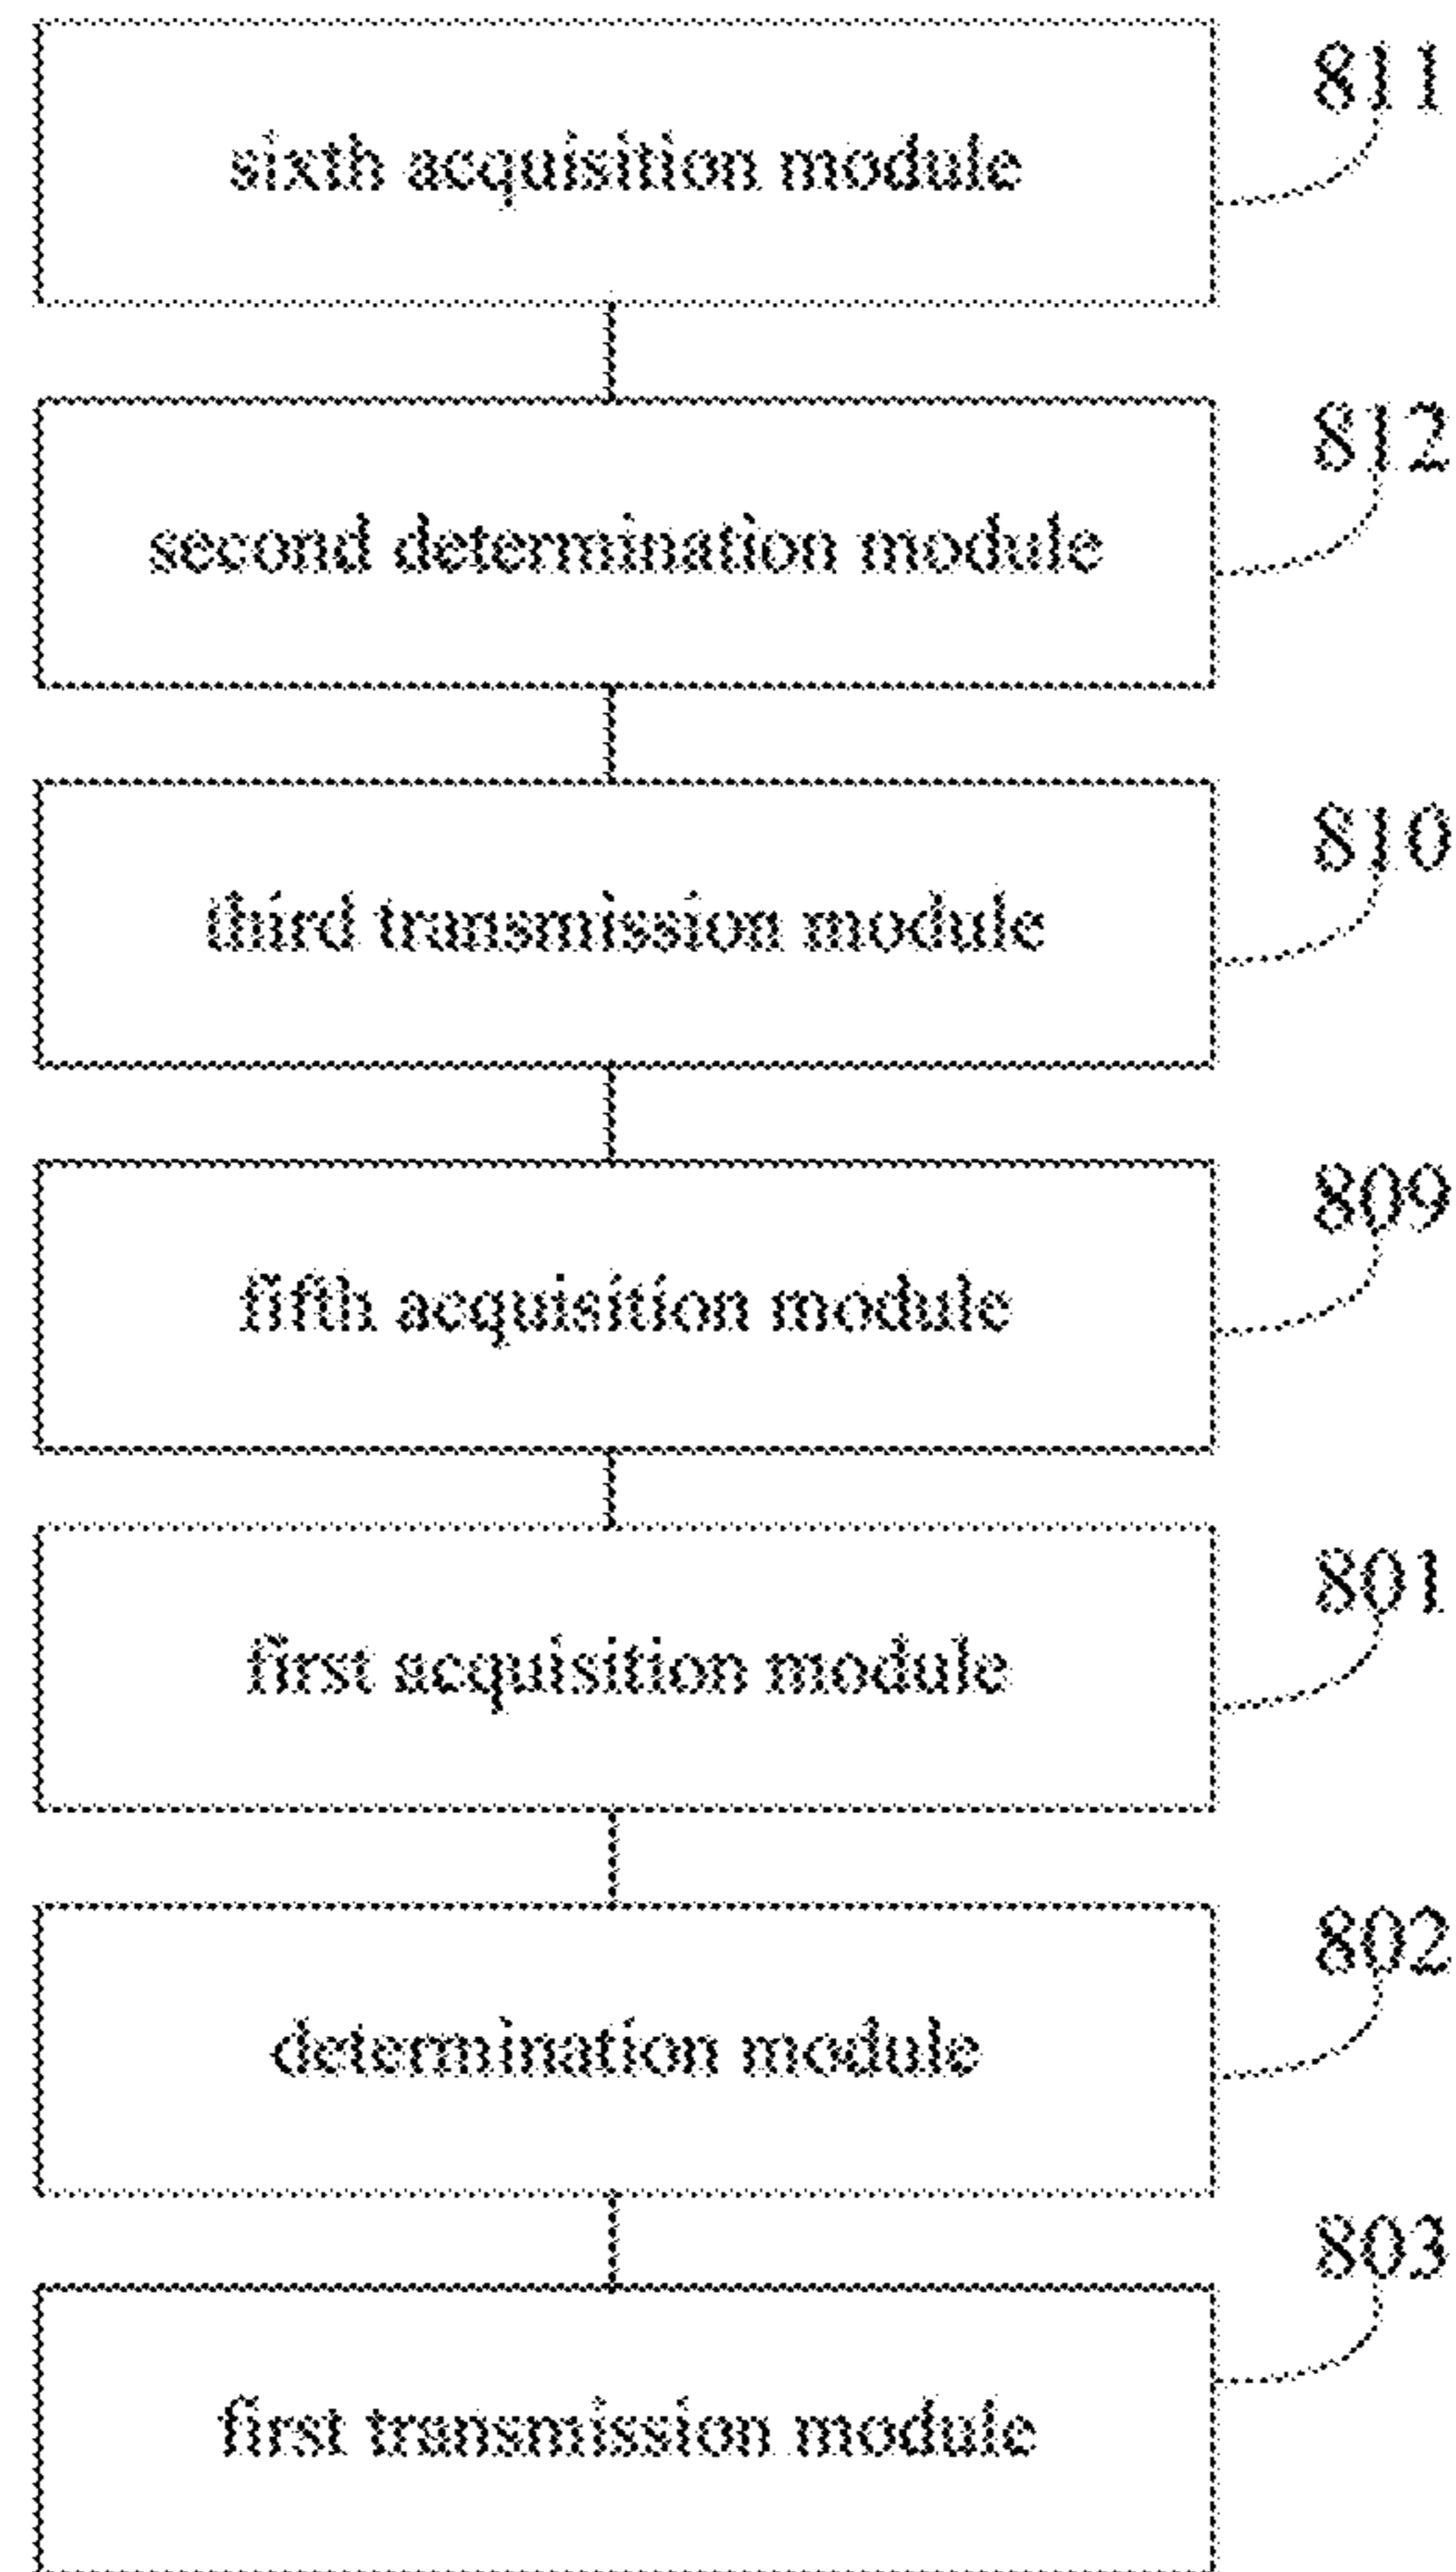 811
sixth acquisition module
812
second determination module
810
third transmission module
809
fifth acquisition module
801
first acquisition module
802
determination module
803
first transmission module